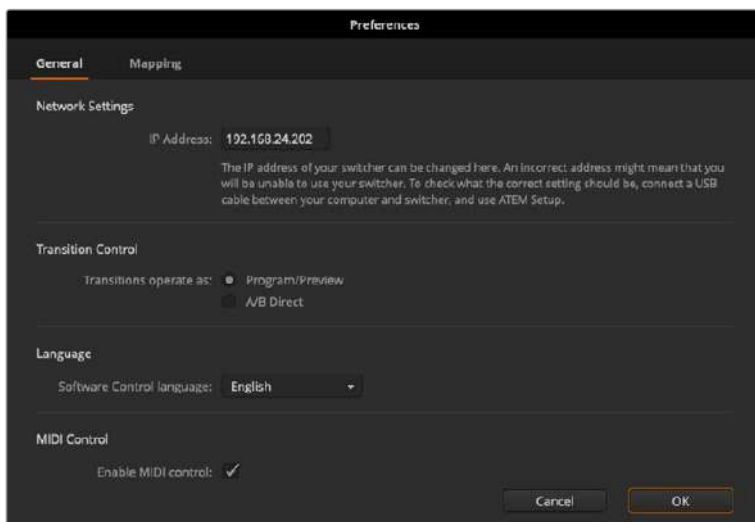 Preferences
General Mapping
Network Settings
IP Address: 192.168.24.202
The IP address of your switcher can be changed here. An incorrect address might mean that you
will be unable to use your switcher. To check what the correct setting should be, connect a USB
cable between your computer and switcher, and use ATEM Setup.
Transition Control
Transitions operate as: Program/Preview
A/B Direct
Language
Software Control language: English
MIDI Control
Enable MIDI control:
Cancel OK